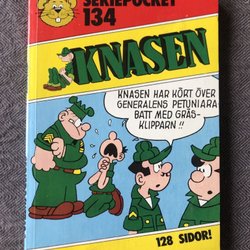 SERIEPOCKET
134
KNASEN
KNASEN HAR KÖRT ÖVER
GENERALENS PETUNIARA-
BATT MED GRÄS-
KLIPPARN!!
128 SIDOR!